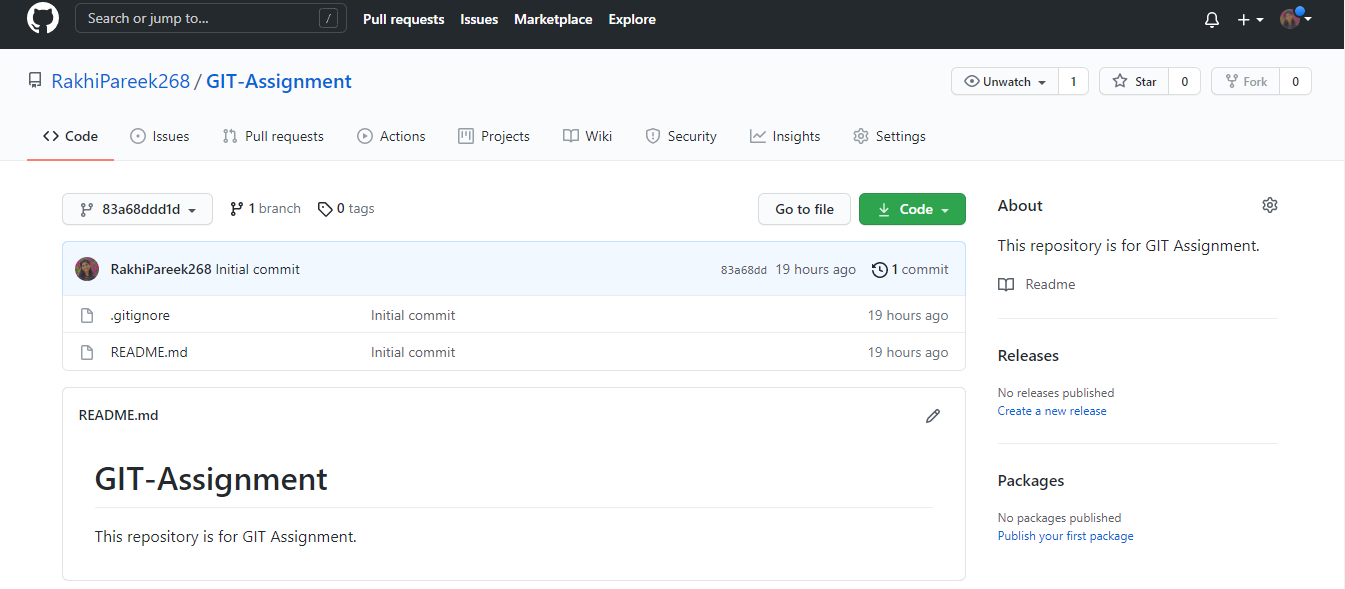 Search or jump to... /
Pull requests Issues Marketplace Explore
RakhiPareek268 / GIT-Assignment
Unwatch 1 Star 0 Fork 0
Code Issues Pull requests Actions Projects Wiki Security Insights Settings
83a68ddd1d 1 branch 0 tags Go to file Code
RakhiPareek268 Initial commit 83a68dd 19 hours ago 1 commit
.gitignore Initial commit 19 hours ago
README.md Initial commit 19 hours ago
README.md
GIT-Assignment
This repository is for GIT Assignment.
About
This repository is for GIT Assignment.
Readme
Releases
No releases published
Create a new release
Packages
No packages published
Publish your first package